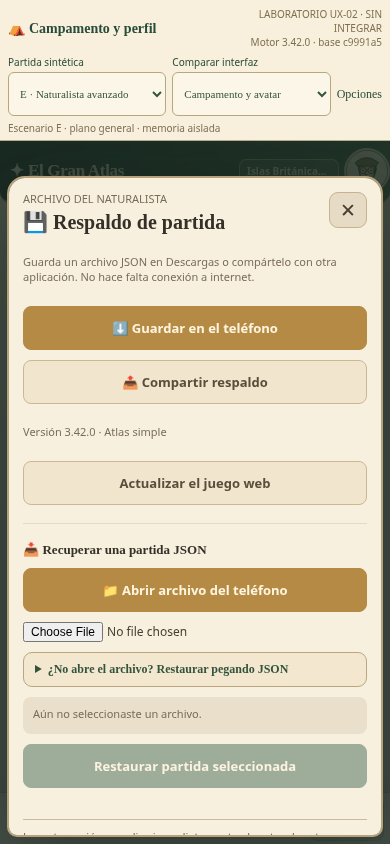 ⛺ Campamento y perfil
LABORATORIO UX-02 · SIN
INTEGRAR
Motor 3.42.0 · base c9991a5
Partida sintética
Comparar interfaz
E · Naturalista avanzado
Campamento y avatar
Opciones
Escenario E · plano general · memoria aislada
✦ El Gran Atlas
Islas Británica...
ARCHIVO DEL NATURALISTA
💾 Respaldo de partida
✕
Guarda un archivo JSON en Descargas o compártelo con otra
aplicación. No hace falta conexión a internet.
⬇️ Guardar en el teléfono
📤 Compartir respaldo
Versión 3.42.0 · Atlas simple
Actualizar el juego web
📥 Recuperar una partida JSON
📁 Abrir archivo del teléfono
Choose File No file chosen
▶ ¿No abre el archivo? Restaurar pegando JSON
Aún no seleccionaste un archivo.
Restaurar partida seleccionada